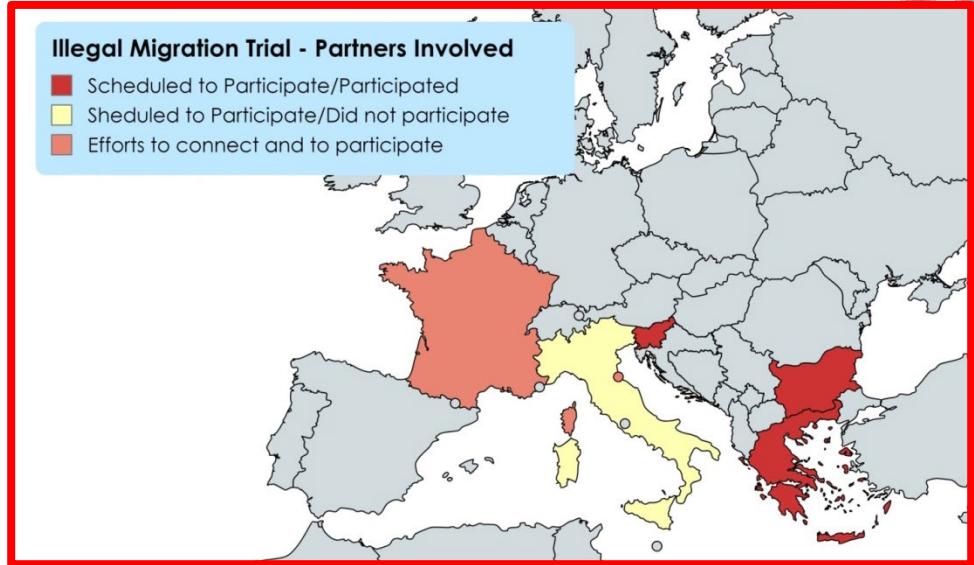 Illegal Migration Trial - Partners Involved
Scheduled to Participate/Participated
Sheduled to Participate/Did not participate
Efforts to connect and to participate